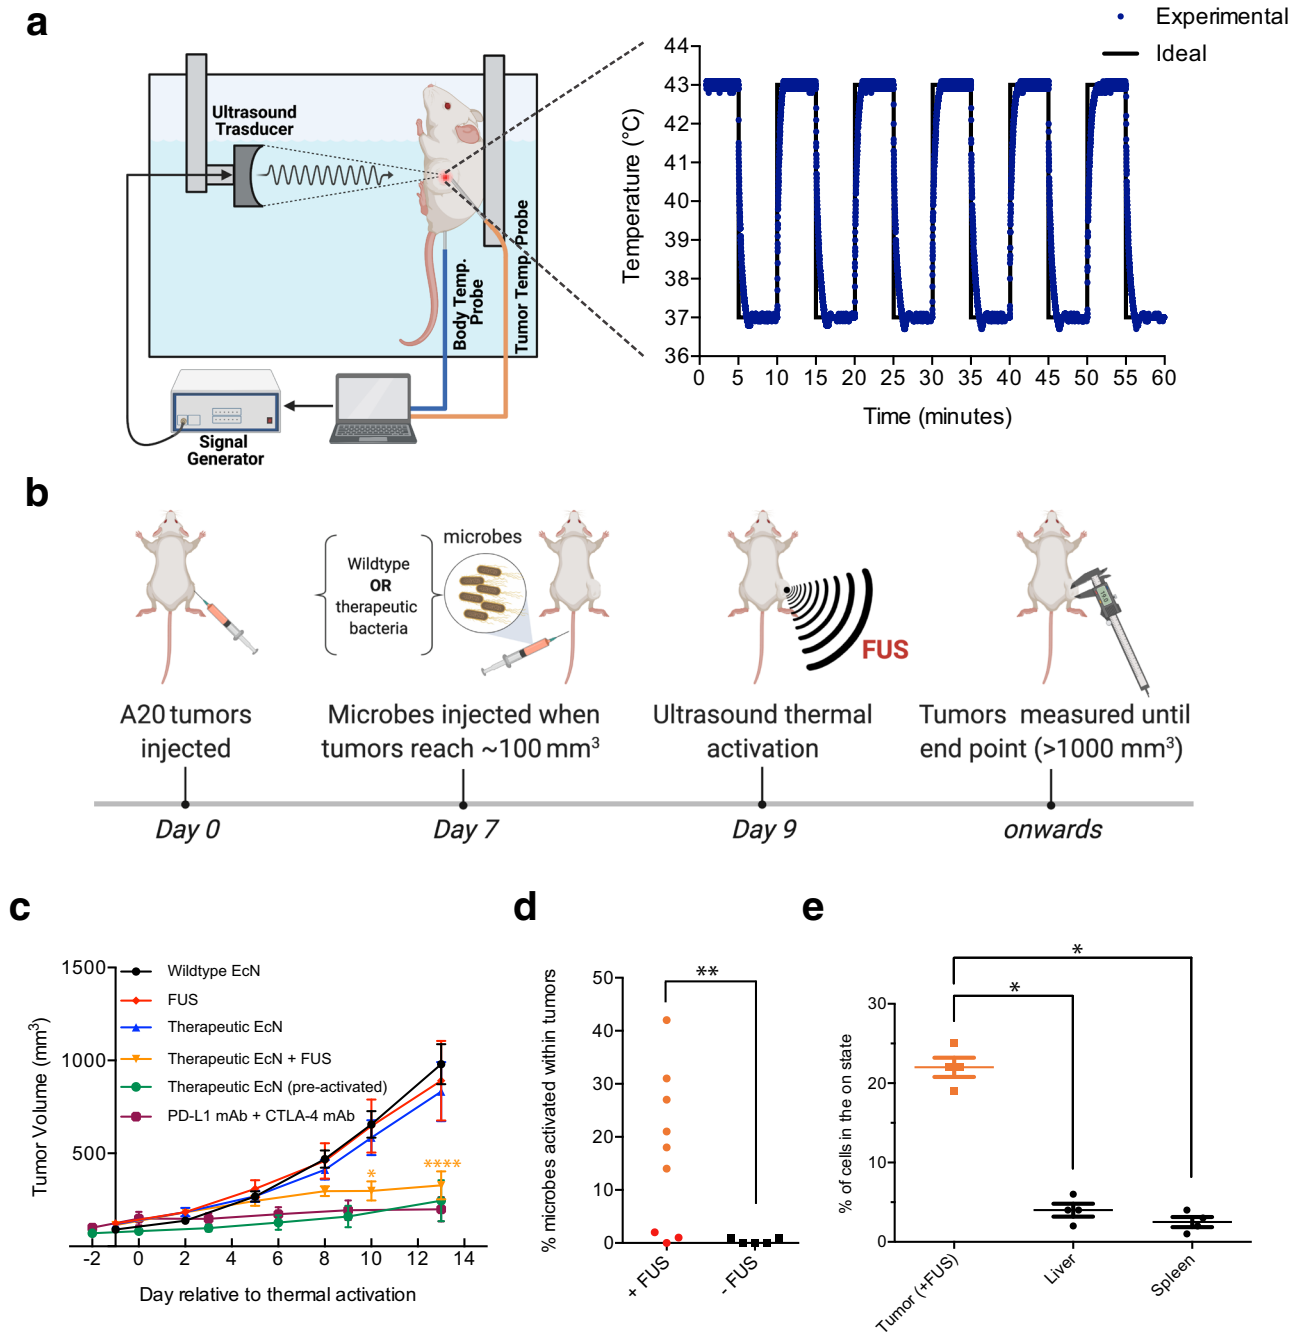 a
Experimental
Ideal
Ultrasound
Trasducer
Body Temp.
Probe
Tumor Temp. Probe
Signal
Generator
Temperature (°C)
44
43
42
41
40
39
38
37
36
0 5 10 15 20 25 30 35 40 45 50 55 60
Time (minutes)
b
Wildtype
OR
therapeutic
bacteria
microbes
FUS
A20 tumors
injected
Microbes injected when
tumors reach ~100 mm³
Ultrasound thermal
activation
Tumors measured until
end point (>1000 mm³)
Day 0
Day 7
Day 9
onwards
c
Tumor Volume (mm³)
1500
1000
500
Wildtype EcN
FUS
Therapeutic EcN
Therapeutic EcN + FUS
Therapeutic EcN (pre-activated)
PD-L1 mAb + CTLA-4 mAb
*
****
-2 0 2 4 6 8 10 12 14
Day relative to thermal activation
d
% microbes activated within tumors
50
40
30
20
10
0
**
+ FUS
- FUS
e
% of cells in the on state
30
20
10
0
*
*
Tumor (+FUS)
Liver
Spleen